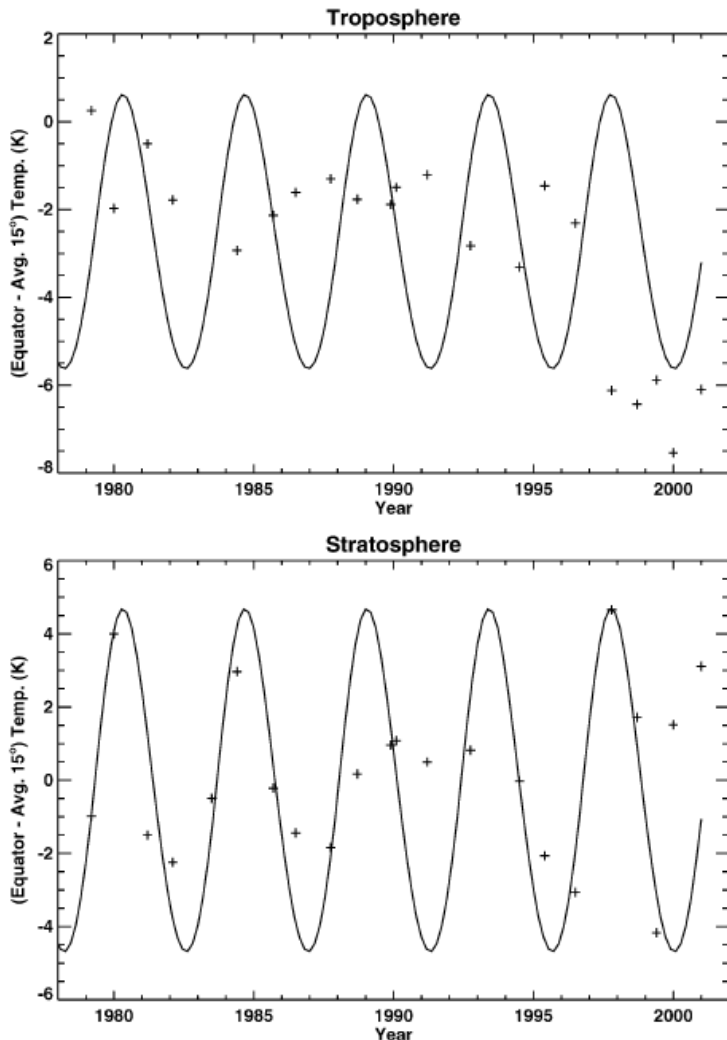 Troposphere
2
0
-2
-4
-6
-8
(Equator - Avg. 15°) Temp. (K)
1980 1985 1990 1995 2000
Year
Stratosphere
6
4
2
0
-2
-4
-6
(Equator - Avg. 15°) Temp. (K)
1980 1985 1990 1995 2000
Year